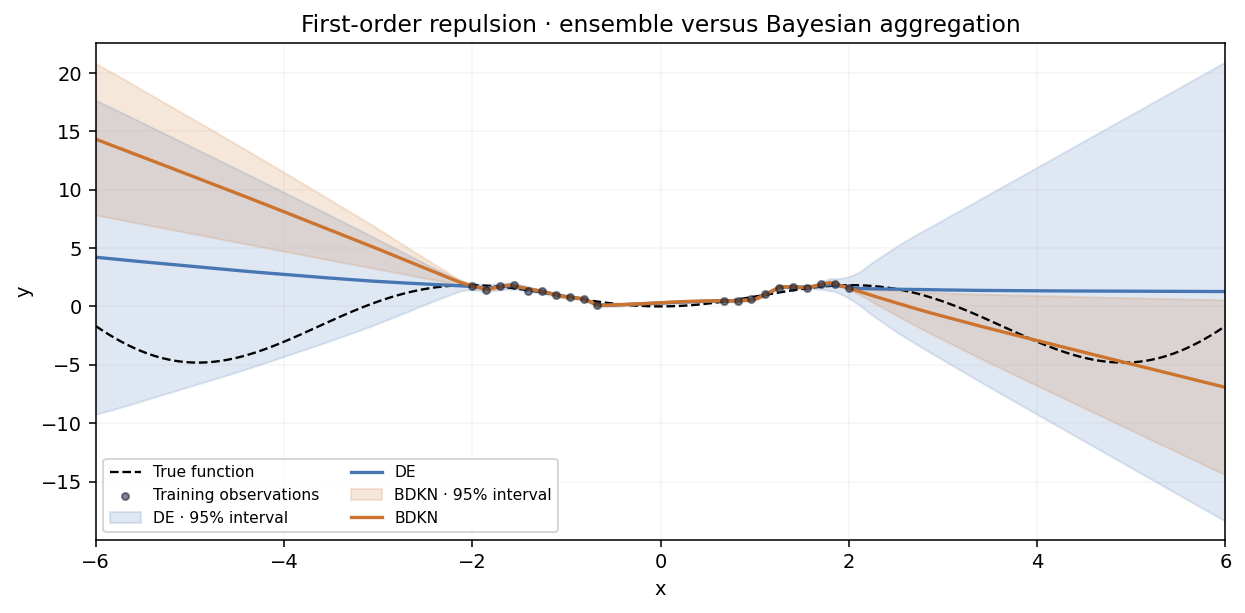 First-order repulsion · ensemble versus Bayesian aggregation
y
20
15
10
5
0
−5
−10
−15
True function
Training observations
DE · 95% interval
DE
BDKN · 95% interval
BDKN
−6
−4
−2
0
2
4
6
x